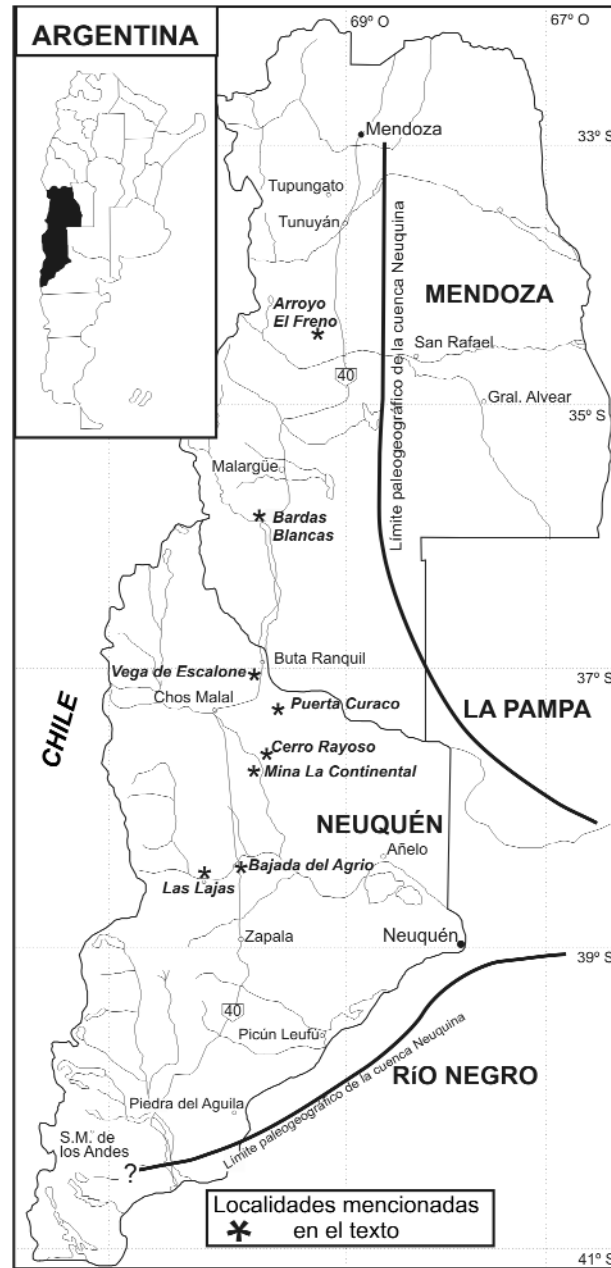 ARGENTINA
69º O
67º O
Mendoza
33º S
Tupungato
Tunuyán
Límite paleogeográfico de la cuenca Neuquina
MENDOZA
Arroyo
El Freno
San Rafael
40
Gral. Alvear
35º S
Malargüe
Bardas
Blancas
Buta Ranquil
37º S
Vega de Escalone
Chos Malal
Puerta Curaco
LA PAMPA
CHILE
Cerro Rayoso
Mina La Continental
NEUQUÉN
Añelo
Bajada del Agrio
Las Lajas
Zapala
Neuquén
39º S
40
Picún Leufú
RíO NEGRO
Límite paleogeográfico de la cuenca Neuquina
Piedra del Aguila
S.M. de
los Andes
?
Localidades mencionadas
en el texto
41º S